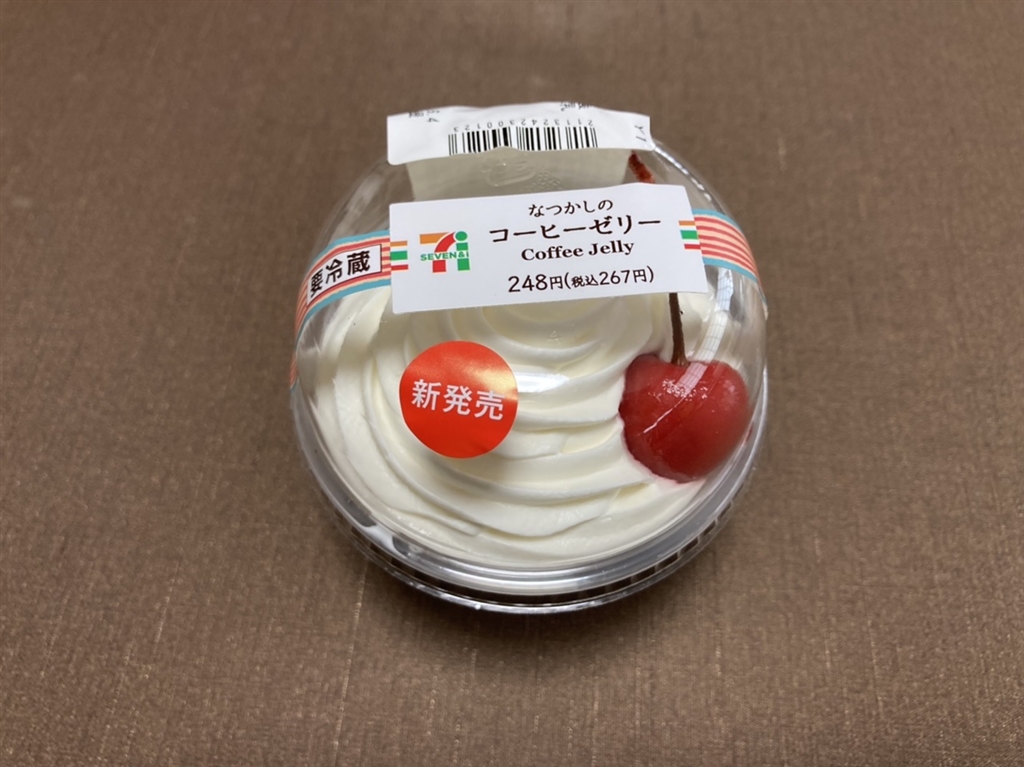 2113242300123
なつかしの
コーヒーゼリー
Coffee Jelly
248円(税込267円)
SEVEN&i
要冷蔵
新発売